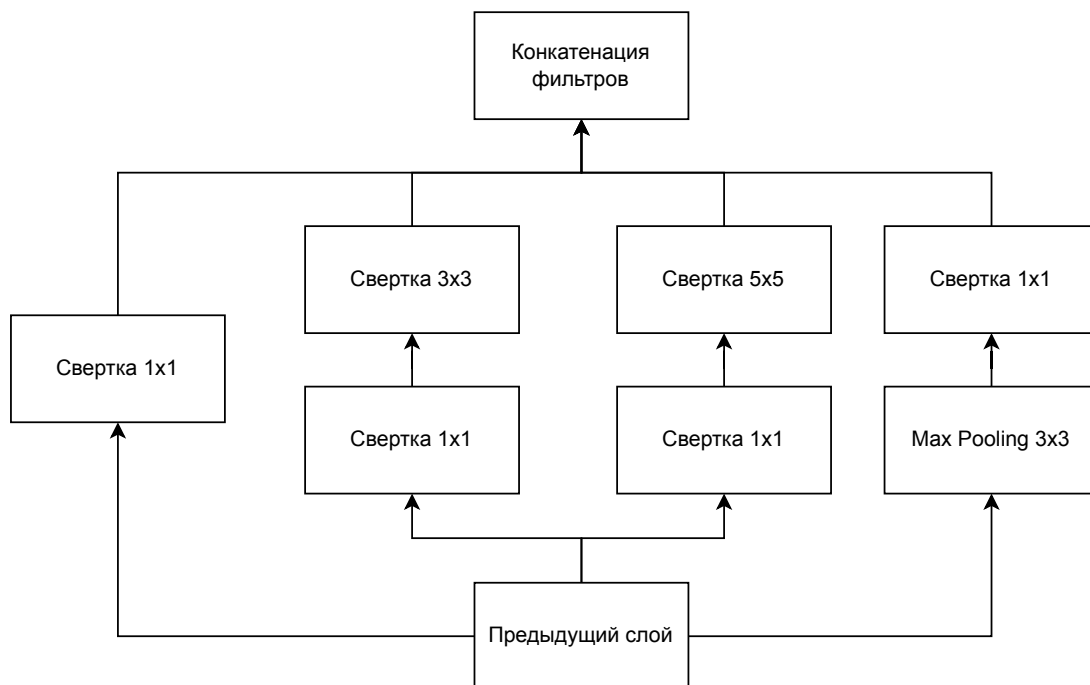 Конкатенация
фильтров
Свертка 3x3
Свертка 5x5
Свертка 1x1
Свертка 1x1
Свертка 1x1
Свертка 1x1
Max Pooling 3x3
Предыдущий слой